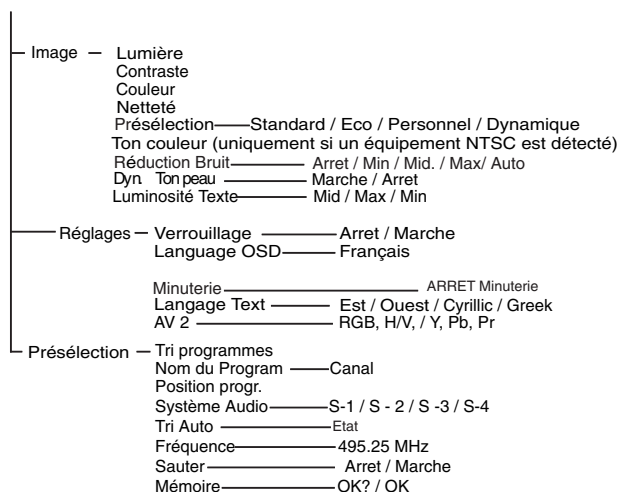 Image Lumière
Contraste
Couleur
Netteté
Présélection Standard / Eco / Personnel / Dynamique
Ton couleur (uniquement si un équipement NTSC est détecté)
Réduction Bruit Arret / Min / Mid. / Max/ Auto
Dyn. Ton peau Marche / Arret
Luminosité Texte Mid / Max / Min
Réglages Verrouillage Arret / Marche
Language OSD Français
Minuterie ARRET Minuterie
Langage Text Est / Ouest / Cyrillic / Greek
AV 2 RGB, H/V, / Y, Pb, Pr
Présélection Tri programmes
Nom du Program Canal
Position progr.
Système Audio S-1 / S - 2 / S -3 / S-4
Tri Auto Etat
Fréquence 495.25 MHz
Sauter Arret / Marche
Mémoire OK? / OK